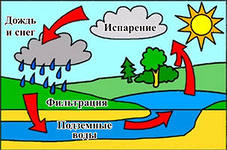 Дождь
и снег
Испарение
Фильтрация
Подземные
воды